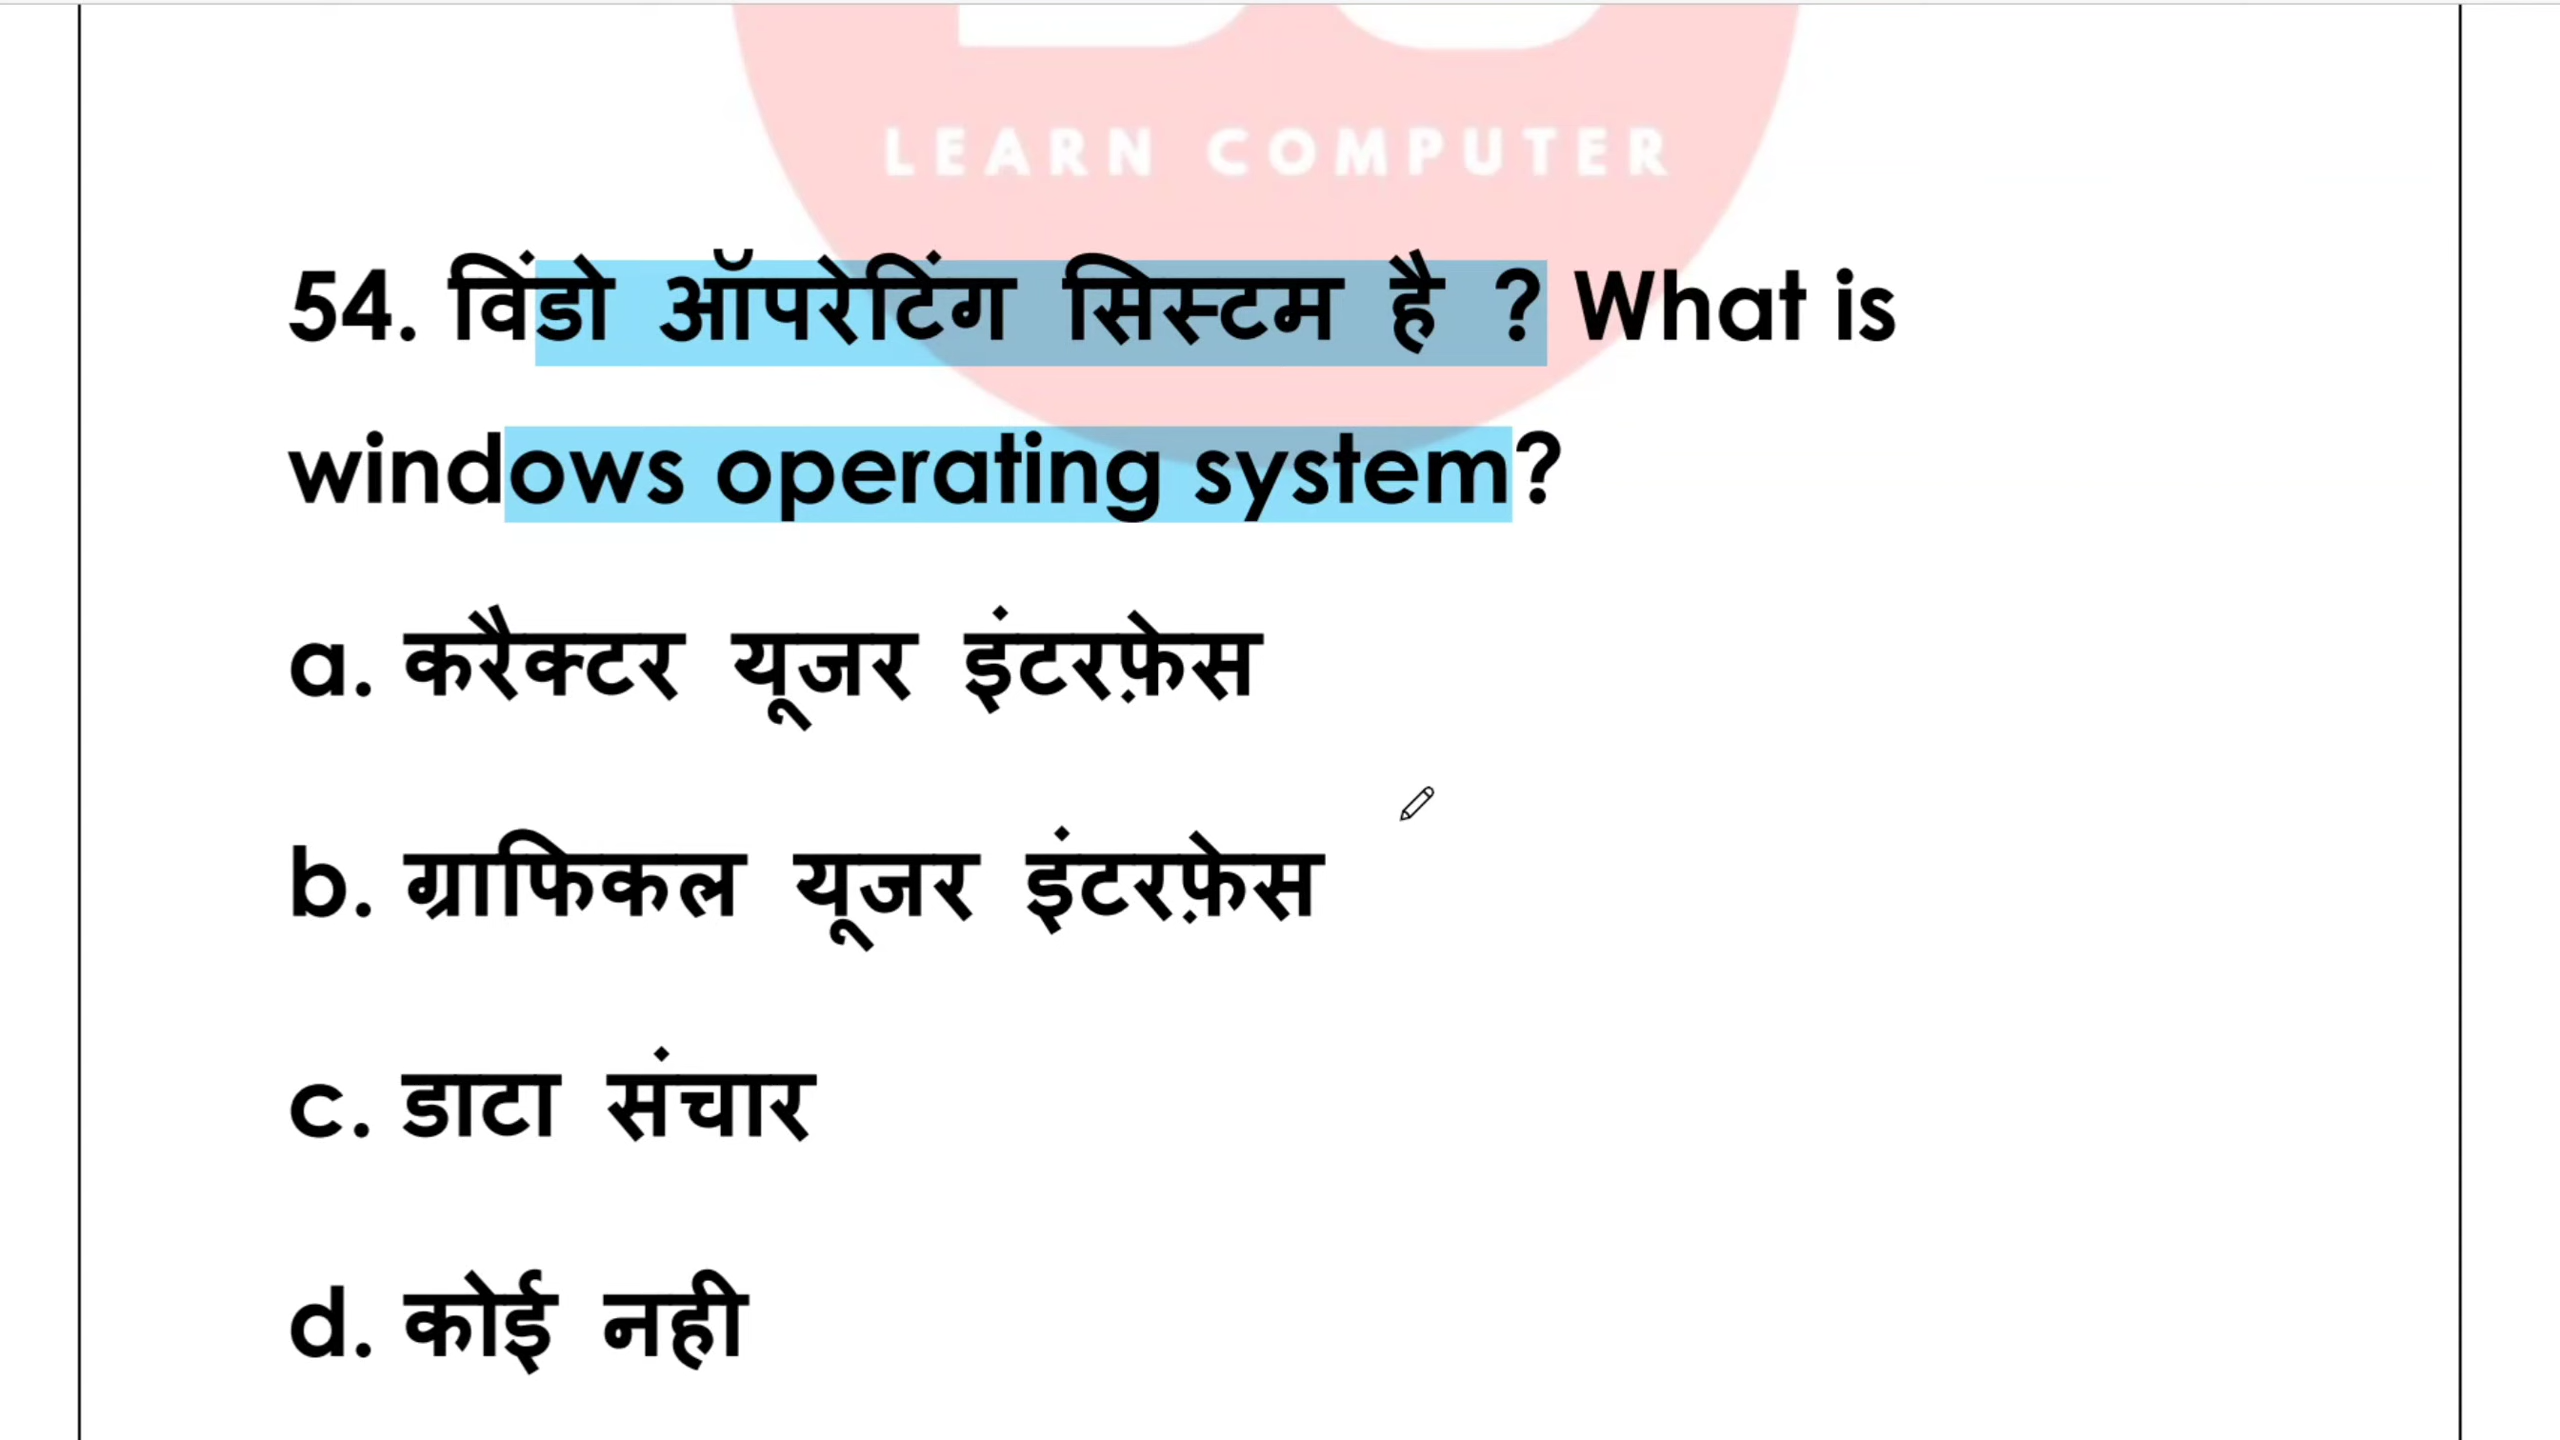 LEARN COMPUTER
54. विंडो ऑपरेटिंग सिस्टम है ? What is
windows operating system?
a. करैक्टर यूजर इंटरफ़ेस
b. ग्राफिकल यूजर इंटरफ़ेस
c. डाटा संचार
d. कोई नही